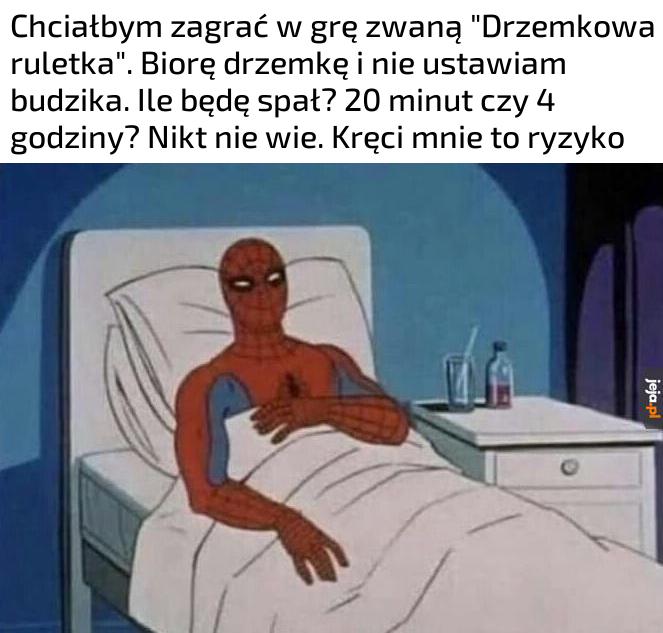 Chciałbym zagrać w grę zwaną "Drzemkowa
ruletka". Biorę drzemkę i nie ustawiam
budzika. Ile będę spał? 20 minut czy 4
godziny? Nikt nie wie. Kręci mnie to ryzyko
jeja.pl